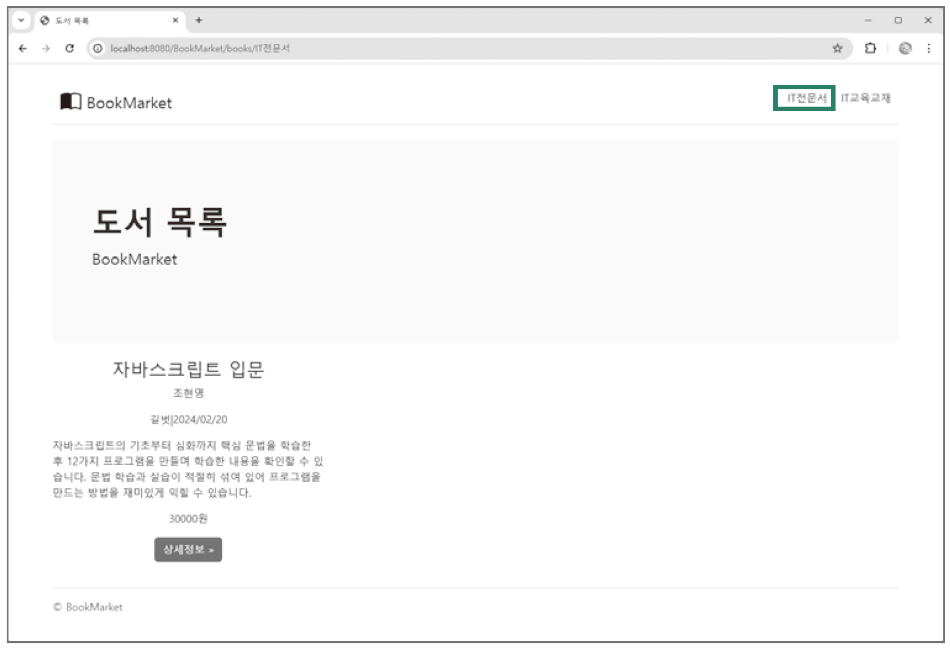 도서 목록
localhost:8080/BookMarket/books/IT전문서
BookMarket
IT전문서 IT교육교재
도서 목록
BookMarket
자바스크립트 입문
조현영
길벗|2024/02/20
자바스크립트의 기초부터 심화까지 핵심 문법을 학습한
후 12가지 프로그램을 만들며 학습한 내용을 확인할 수 있
습니다. 문법 학습과 실습이 적절히 섞여 있어 프로그램을
만드는 방법을 재미있게 익힐 수 있습니다.
30000원
상세정보 »
© BookMarket